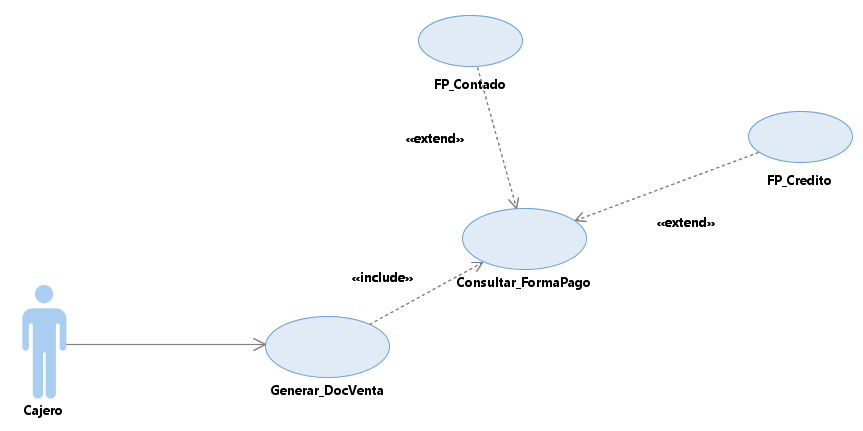 FP_Contado
«extend»
FP_Credito
«extend»
«include»
Consultar_FormaPago
Generar_DocVenta
Cajero